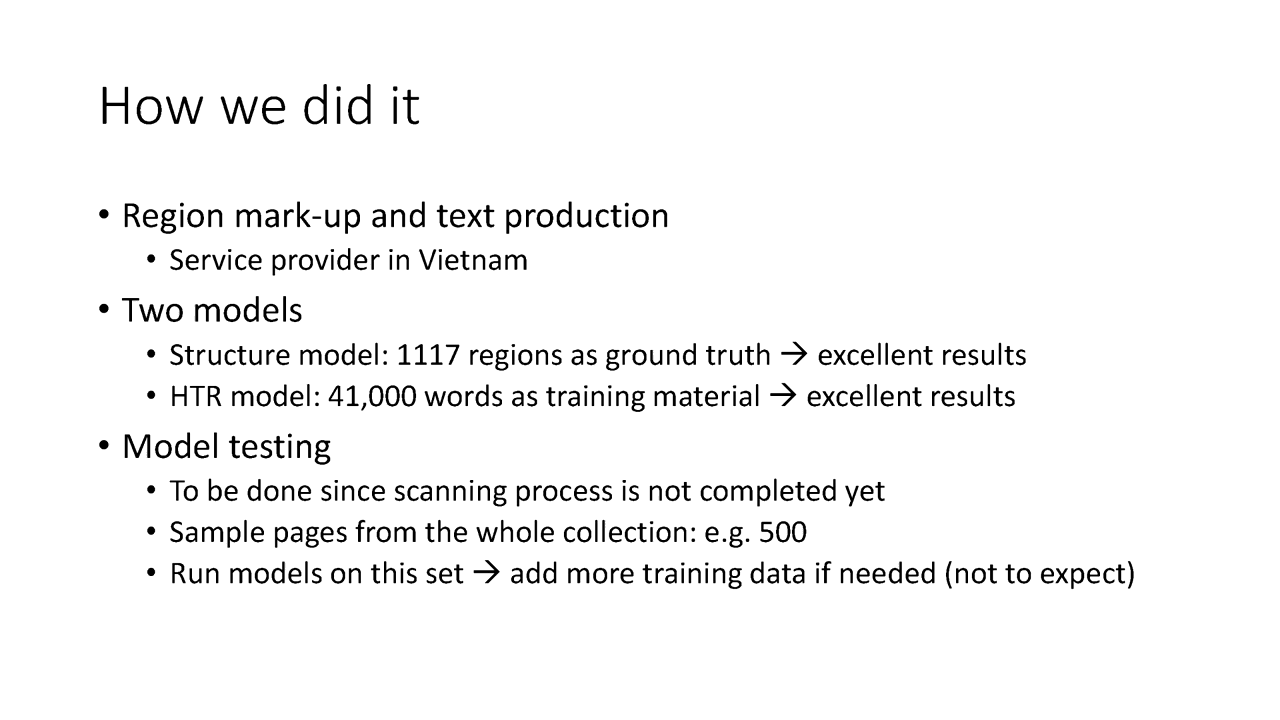 How we did it
• Region mark-up and text production
• Service provider in Vietnam
• Two models
• Structure model: 1117 regions as ground truth → excellent results
• HTR model: 41,000 words as training material → excellent results
• Model testing
• To be done since scanning process is not completed yet
• Sample pages from the whole collection: e.g. 500
• Run models on this set → add more training data if needed (not to expect)